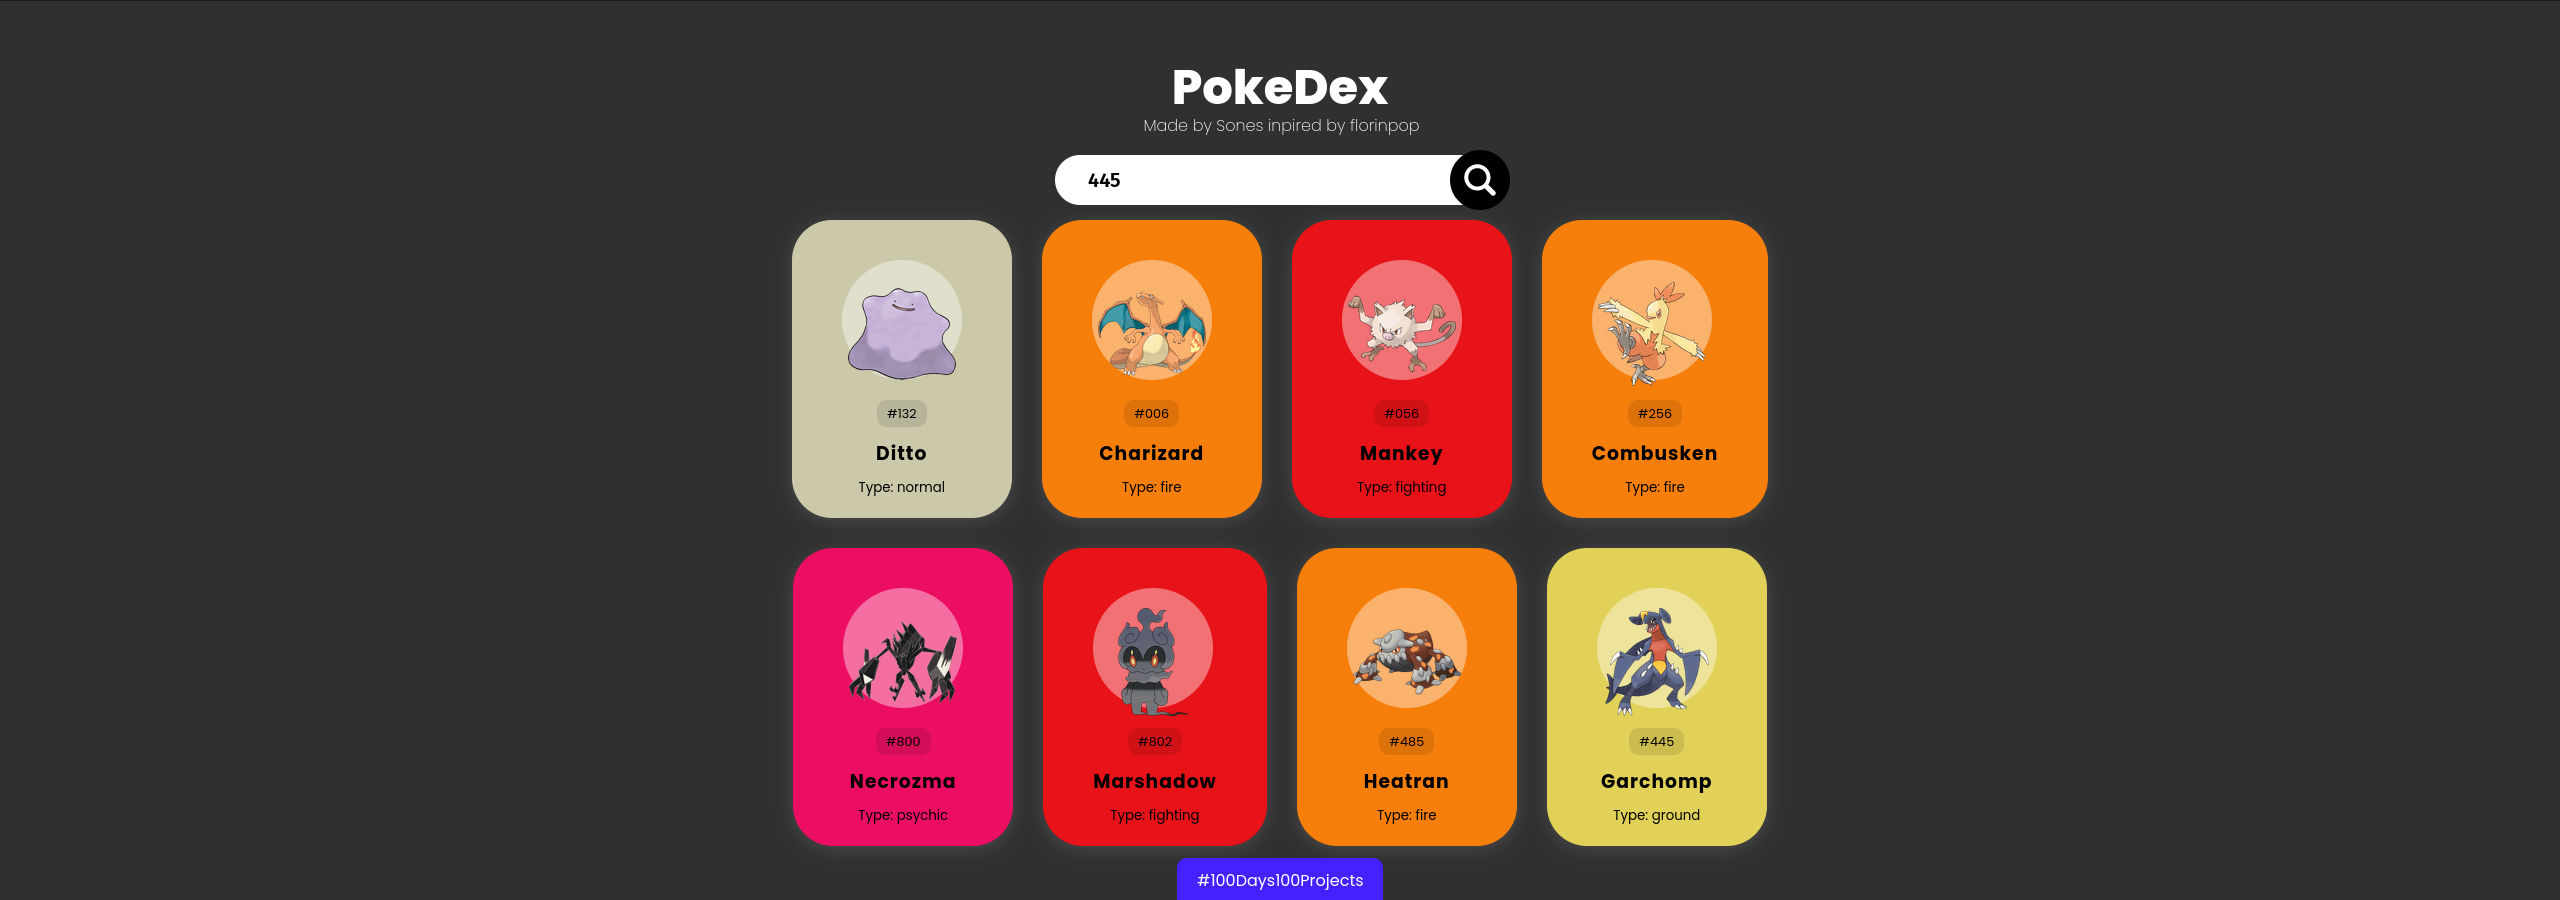 PokeDex
Made by Sones inpired by florinpop
445
#132
Ditto
Type: normal
#006
Charizard
Type: fire
#056
Mankey
Type: fighting
#256
Combusken
Type: fire
#800
Necrozma
Type: psychic
#802
Marshadow
Type: fighting
#485
Heatran
Type: fire
#445
Garchomp
Type: ground
#100Days100Projects